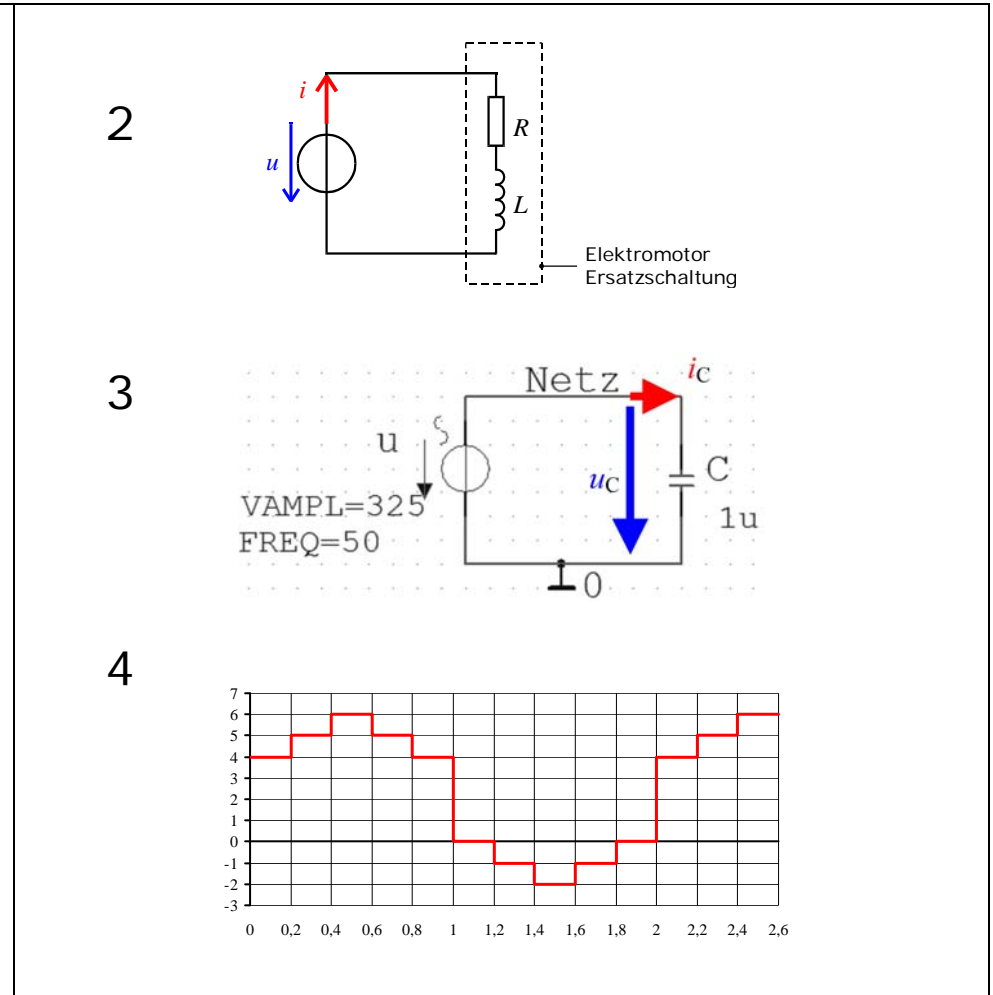 2
i
u
R
L
Elektromotor
Ersatzschaltung
3
Netz
iC
u
uC
C
VAMPL=325
1u
FREQ=50
0
4
7
6
5
4
3
2
1
0
-1
-2
-3
0 0,2 0,4 0,6 0,8 1 1,2 1,4 1,6 1,8 2 2,2 2,4 2,6